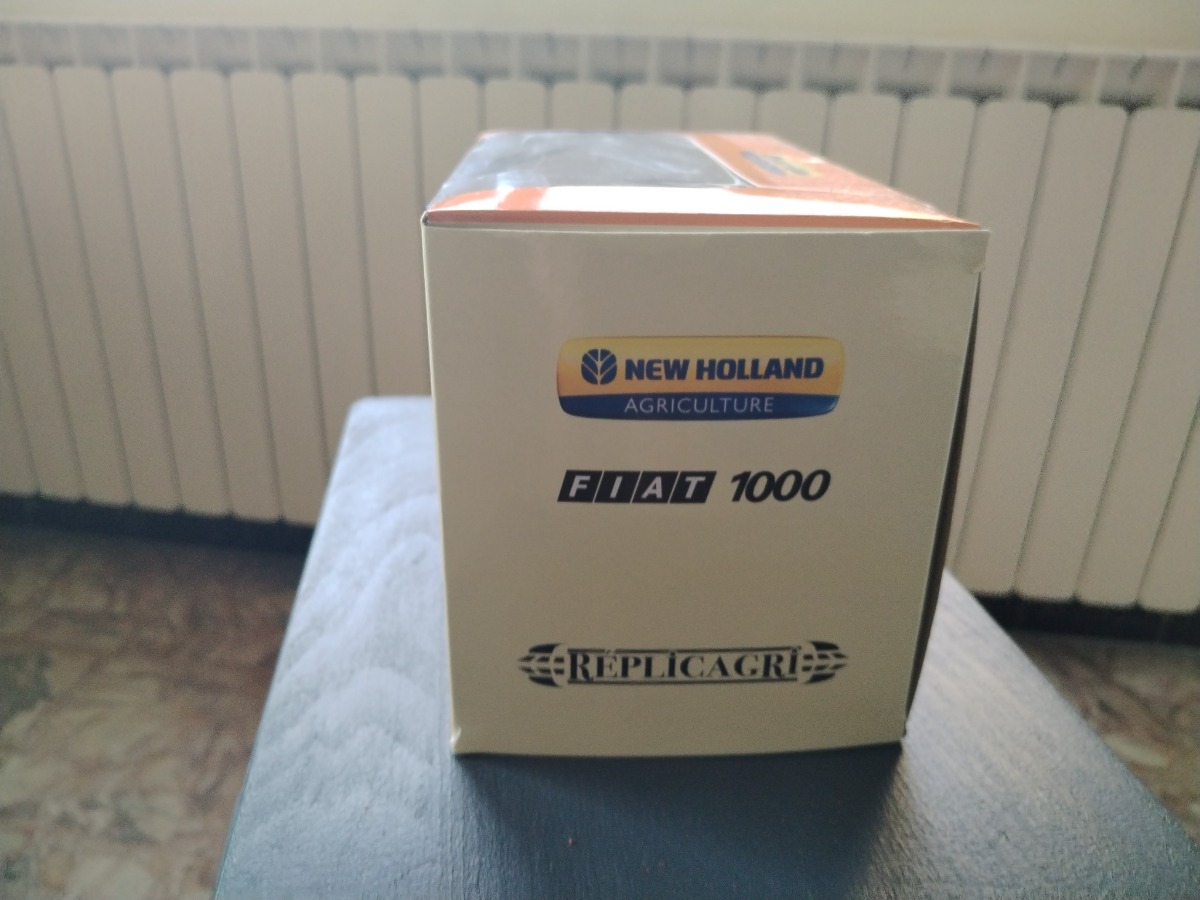 NEW HOLLAND
AGRICULTURE
FIAT 1000
RÉPLICAGRI